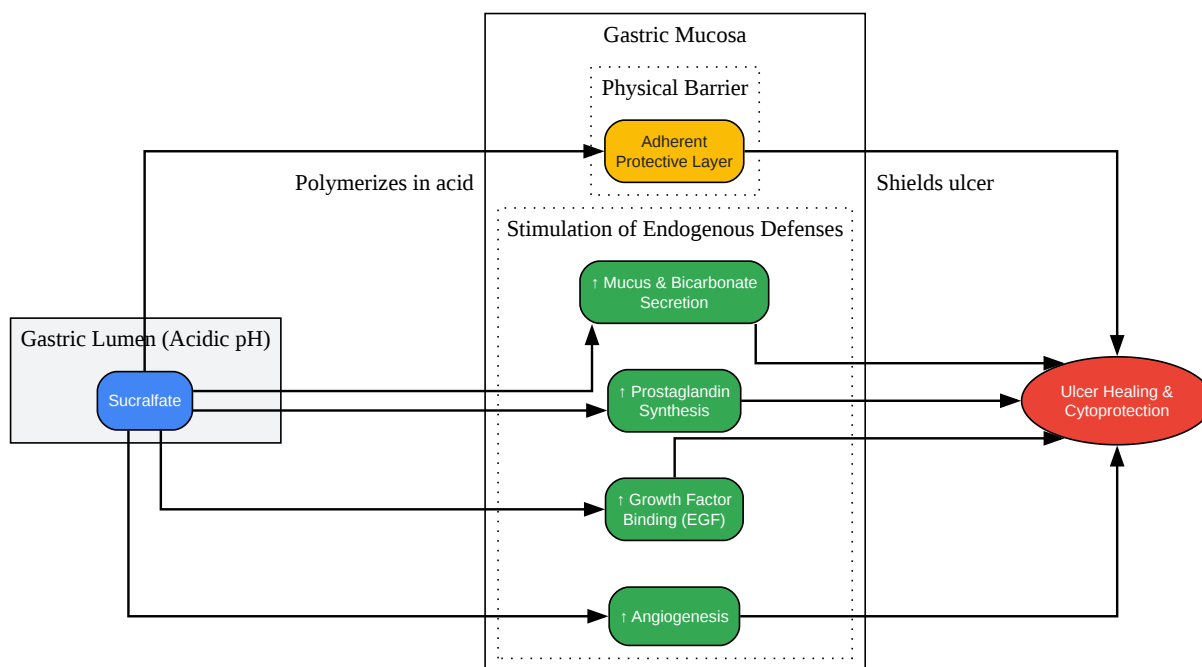 Gastric Mucosa
Physical Barrier
Adherent
Protective Layer
Polymerizes in acid
Shields ulcer
Stimulation of Endogenous Defenses
↑ Mucus & Bicarbonate
Secretion
Gastric Lumen (Acidic pH)
Sucralfate
↑ Prostaglandin
Synthesis
Ulcer Healing &
Cytoprotection
↑ Growth Factor
Binding (EGF)
↑ Angiogenesis